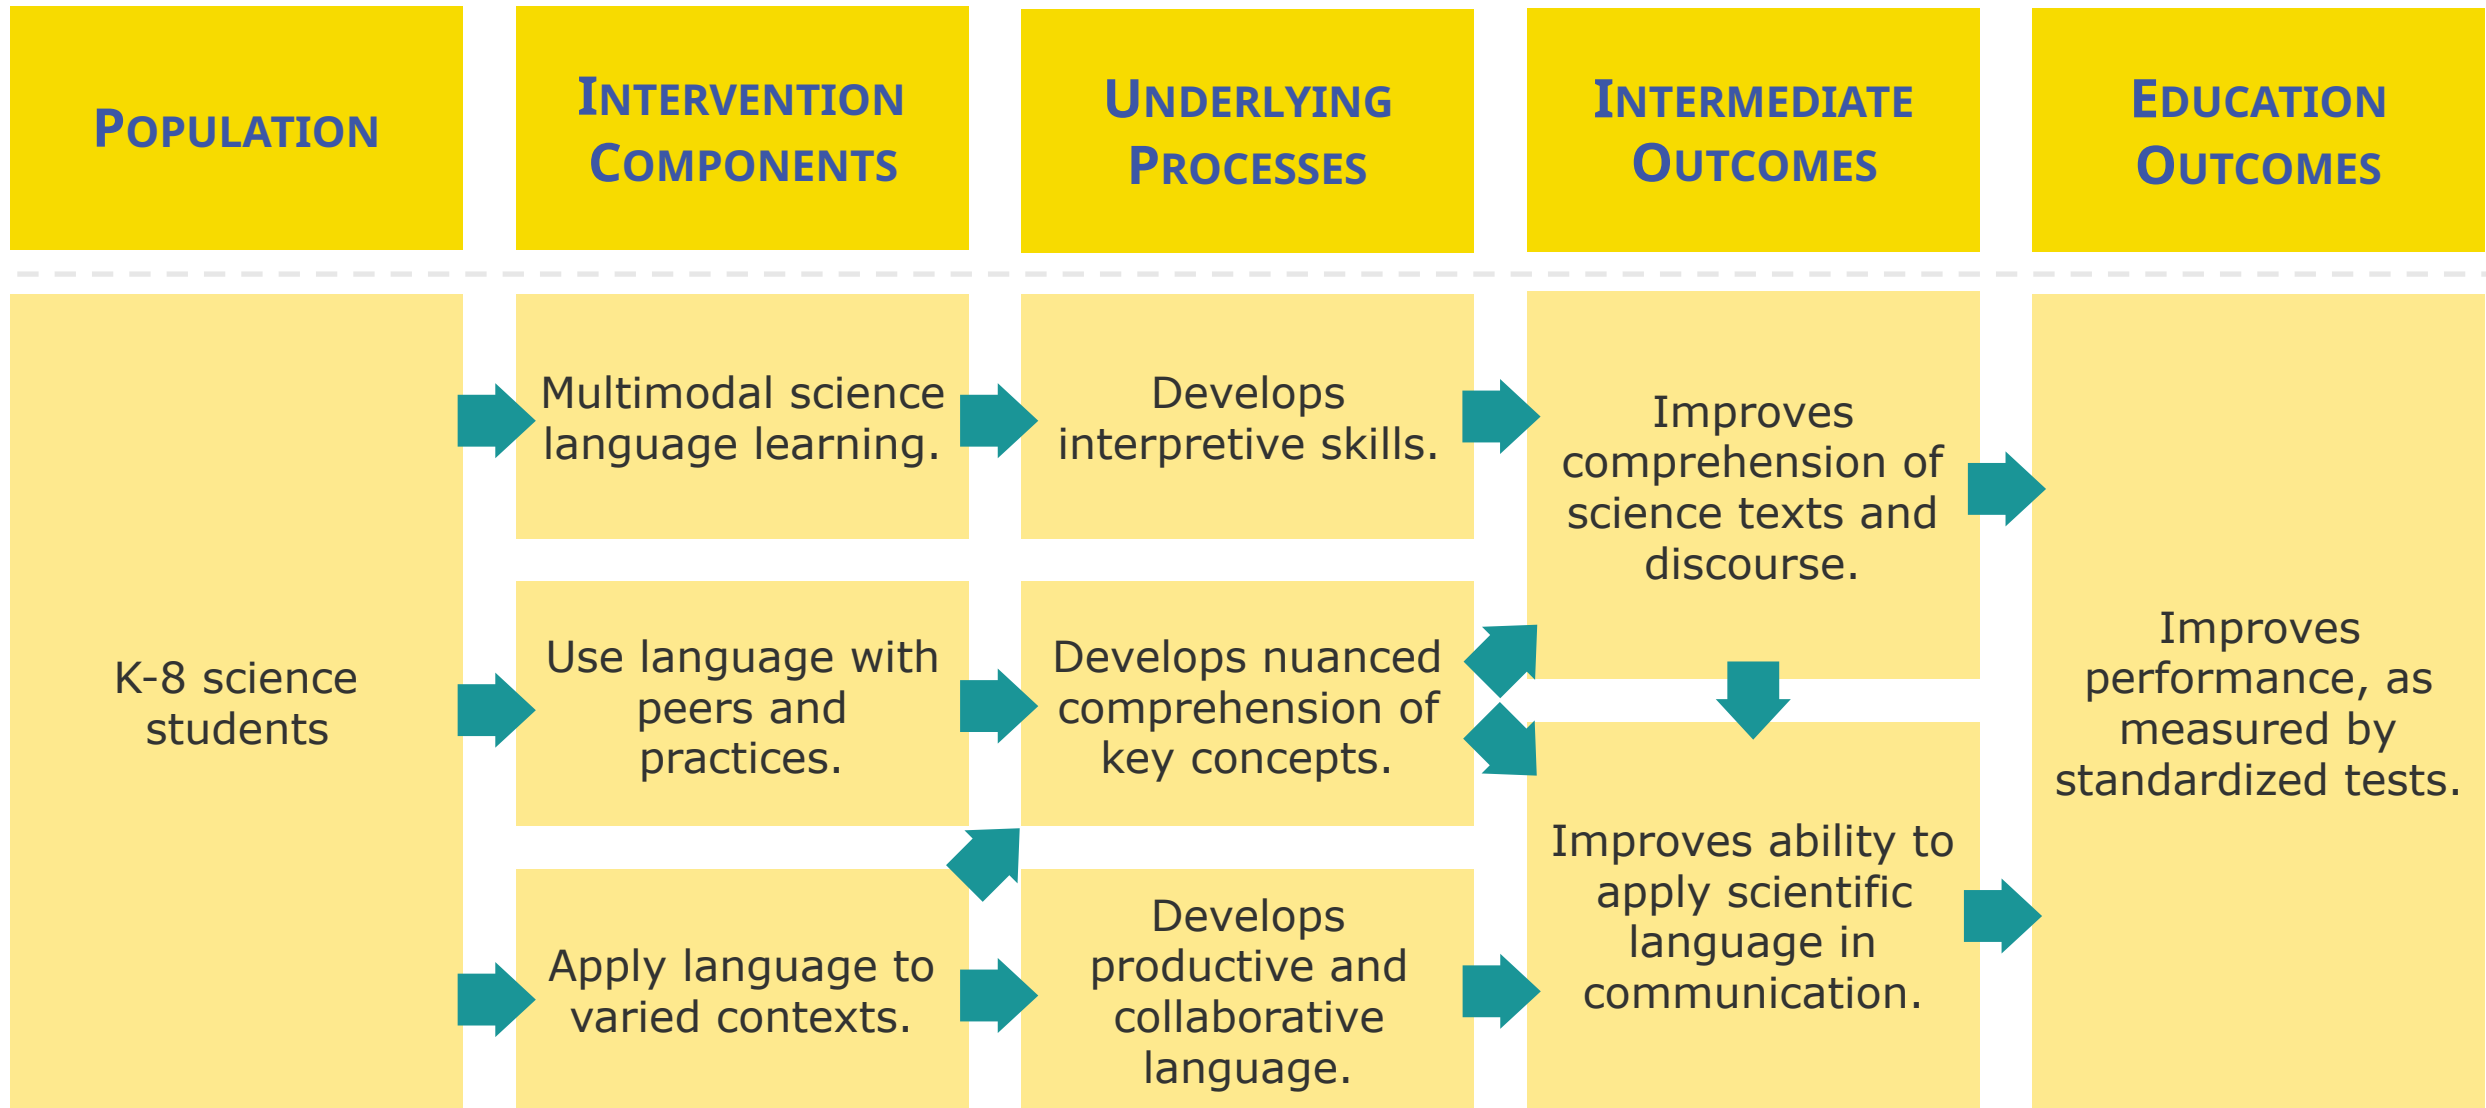 POPULATION
INTERVENTION
COMPONENTS
UNDERLYING
PROCESSES
INTERMEDIATE
OUTCOMES
EDUCATION
OUTCOMES
K-8 science
students
Multimodal science
language learning.
Use language with
peers and
practices.
Apply language to
varied contexts.
Develops
interpretive skills.
Develops nuanced
comprehension of
key concepts.
Develops
productive and
collaborative
language.
Improves
comprehension of
science texts and
discourse.
Improves ability to
apply scientific
language in
communication.
Improves
performance, as
measured by
standardized tests.